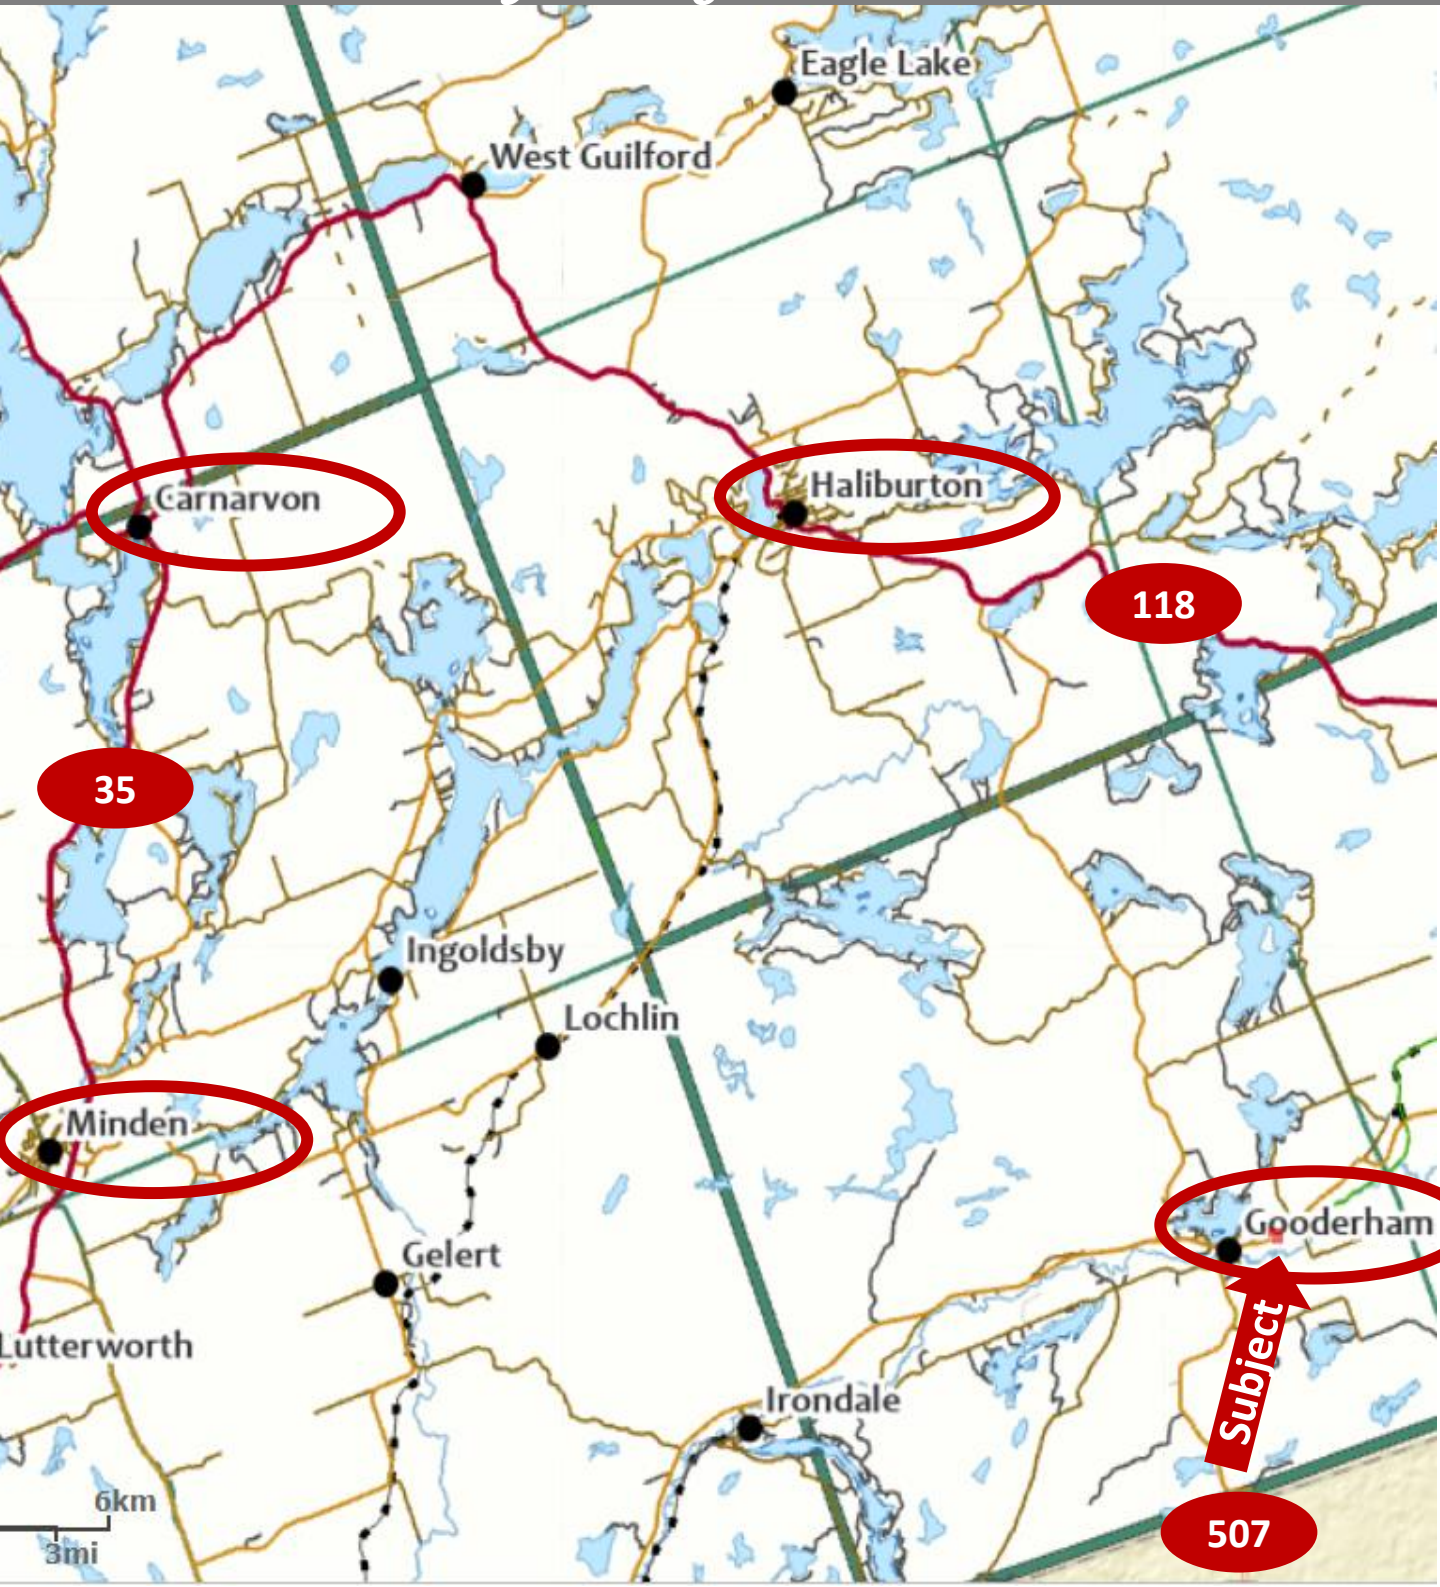 Eagle Lake
West Guilford
Haliburton
Carnarvon
118
35
Ingoldsby
Lochlin
Minden
Gooderham
Gelert
Subject
Lutterworth
Irondale
6km
3mi
507